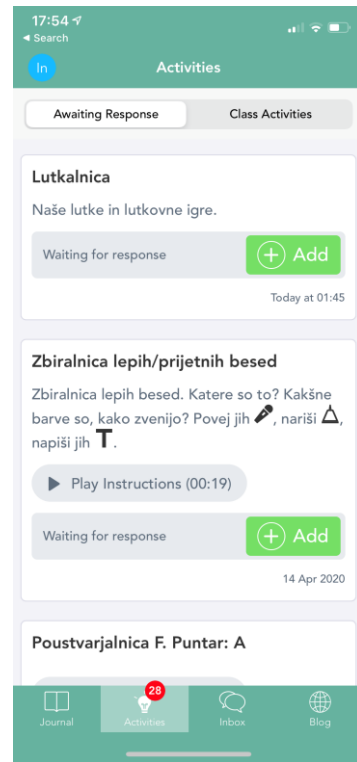 17:54
◀ Search
In
Activities
Awaiting Response
Class Activities
Lutkalnica
Naše lutke in lutkovne igre.
Waiting for response
Add
Today at 01:45
Zbiralnica lepih/prijetnih besed
Zbiralnica lepih besed. Katere so to? Kakšne
barve so, kako zvenijo? Povej jih 🎤, nariši, 
napiši jih T.
Play Instructions (00:19)
Waiting for response
Add
14 Apr 2020
Poustvarjalnica F. Puntar: A
28
Journal
Activities
Inbox
Blog